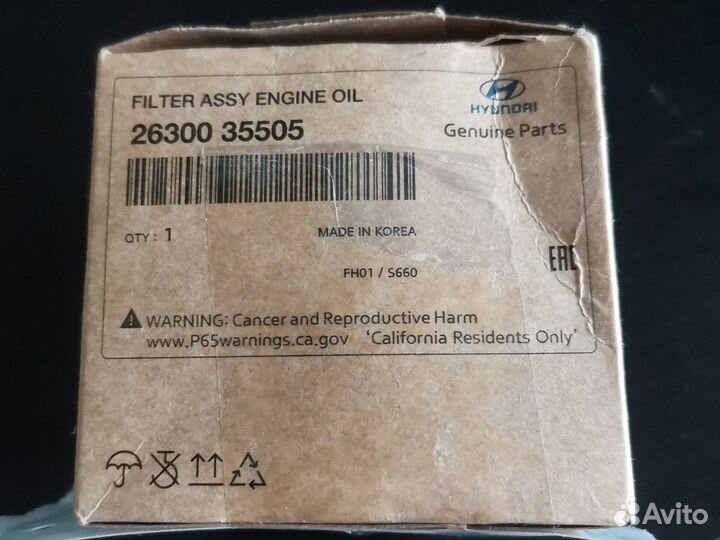 FILTER ASSY ENGINE OIL
26300 35505
HYUNDAI
Genuine Parts
QTY : 1
MADE IN KOREA
FH01 / S660
EAC
WARNING: Cancer and Reproductive Harm
www.P65warnings.ca.gov 'California Residents Only'
Avito